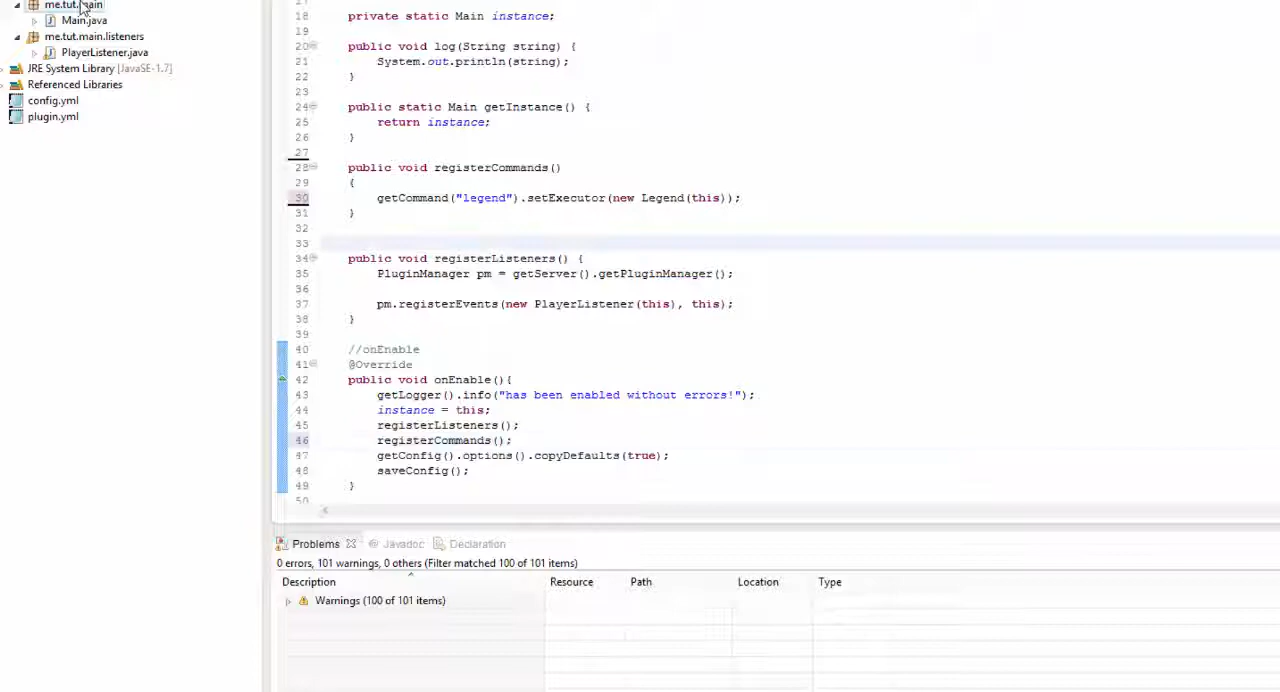 me.tut.main
Main.java
me.tut.main.listeners
PlayerListener.java
JRE System Library [JavaSE-1.7]
Referenced Libraries
config.yml
plugin.yml
18 private static Main instance;
19
20 public void log(String string) {
21 System.out.println(string);
22 }
23
24 public static Main getInstance() {
25 return instance;
26 }
27
28 public void registerCommands()
29 {
30 getCommand("legend").setExecutor(new Legend(this));
31 }
32
33
34 public void registerListeners() {
35 PluginManager pm = getServer().getPluginManager();
36
37 pm.registerEvents(new PlayerListener(this), this);
38 }
39
40 //onEnable
41 @Override
42 public void onEnable(){
43 getLogger().info("has been enabled without errors!");
44 instance = this;
45 registerListeners();
46 registerCommands();
47 getConfig().options().copyDefaults(true);
48 saveConfig();
49 }
50
Problems Javadoc Declaration
0 errors, 101 warnings, 0 others (Filter matched 100 of 101 items)
Description Resource Path Location Type
Warnings (100 of 101 items)